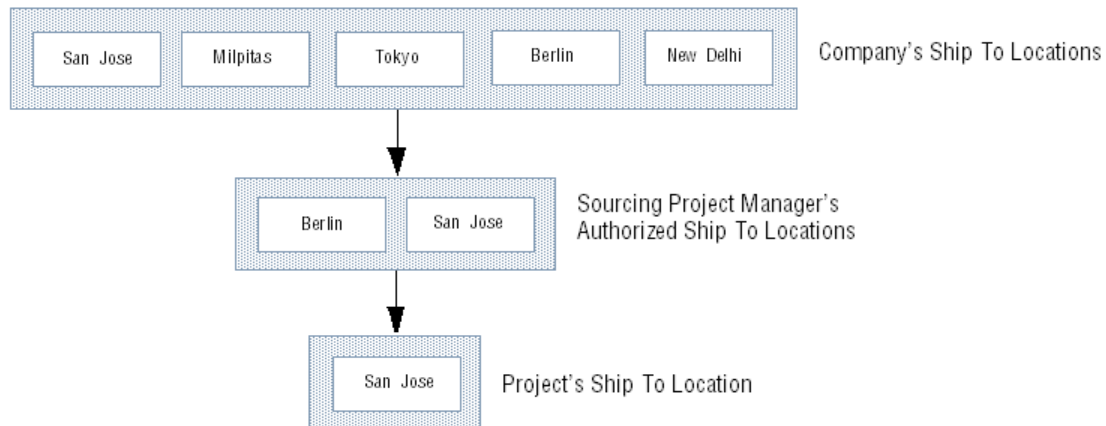 San Jose
Milpitas
Tokyo
Berlin
New Delhi
Company's Ship To Locations
Berlin
San Jose
Sourcing Project Manager's
Authorized Ship To Locations
San Jose
Project's Ship To Location